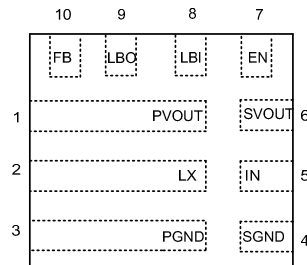 10 9 8 7
FB LBO LBI EN
1 PVOUT SVOUT 6
2 LX IN 5
3 PGND SGND 4